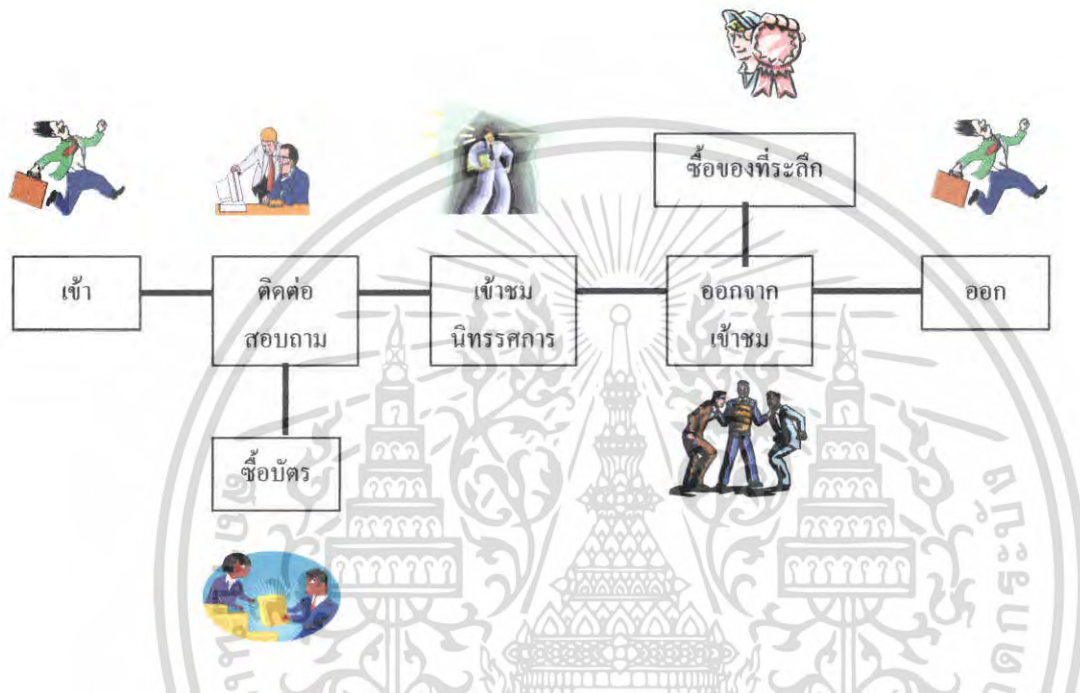 ซื้อของที่ระลึก
เข้า
ติดต่อ
สอบถาม
เข้าชม
นิทรรศการ
ออกจาก
เข้าชม
ออก
ซื้อบัตร